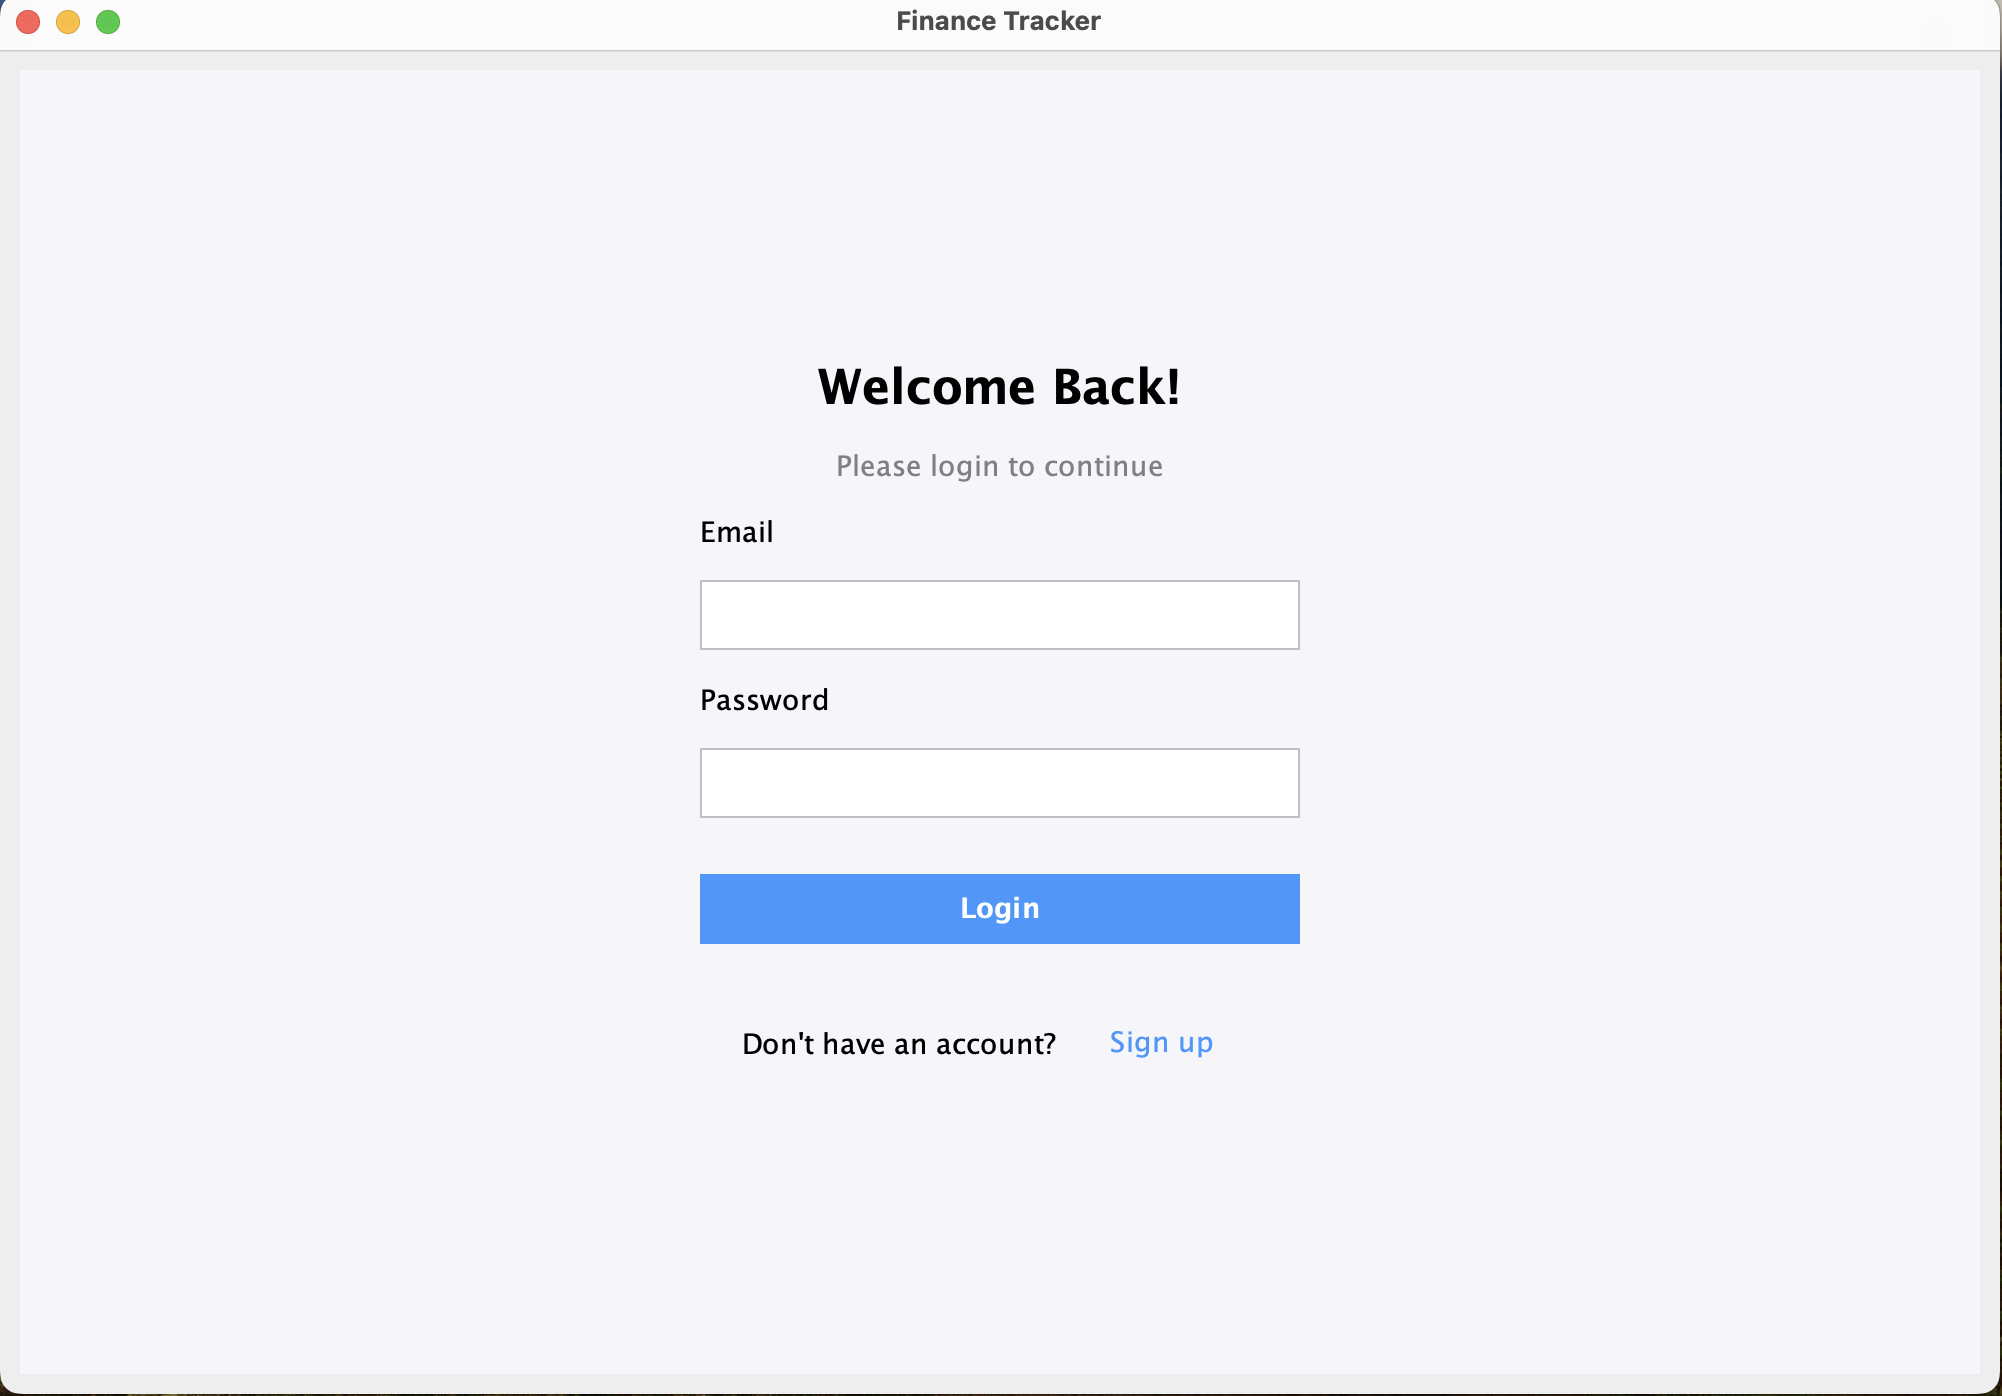 Finance Tracker
Welcome Back!
Please login to continue
Email
Password
Login
Don't have an account? Sign up